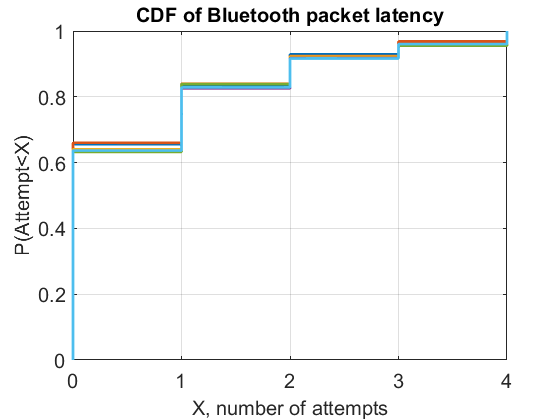 CDF of Bluetooth packet latency
1
0.8
0.6
0.4
0.2
0
P(Attempt<X)
0 1 2 3 4
X, number of attempts